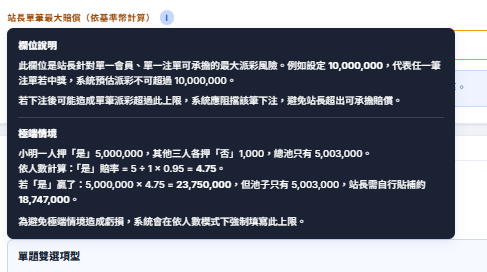 站長單筆最大賠償（依基準幣計算） i
欄位說明
此欄位是站長針對單一會員、單一注單可承擔的最大派彩風險。例如設定 10,000,000，代表任一筆
注單若中獎，系統預估派彩不可超過 10,000,000。
若下注後可能造成單筆派彩超過此上限，系統應阻擋該筆下注，避免站長超出可承擔賠償。
極端情境
小明一人押「是」5,000,000，其他三人各押「否」1,000，總池只有 5,003,000。
依人數計算：「是」賠率 = 5 ÷ 1 × 0.95 = 4.75。
若「是」贏了：5,000,000 × 4.75 = 23,750,000，但池子只有 5,003,000，站長需自行貼補約
18,747,000。
為避免極端情境造成虧損，系統會在依人數模式下強制填寫此上限。
單題雙選項型